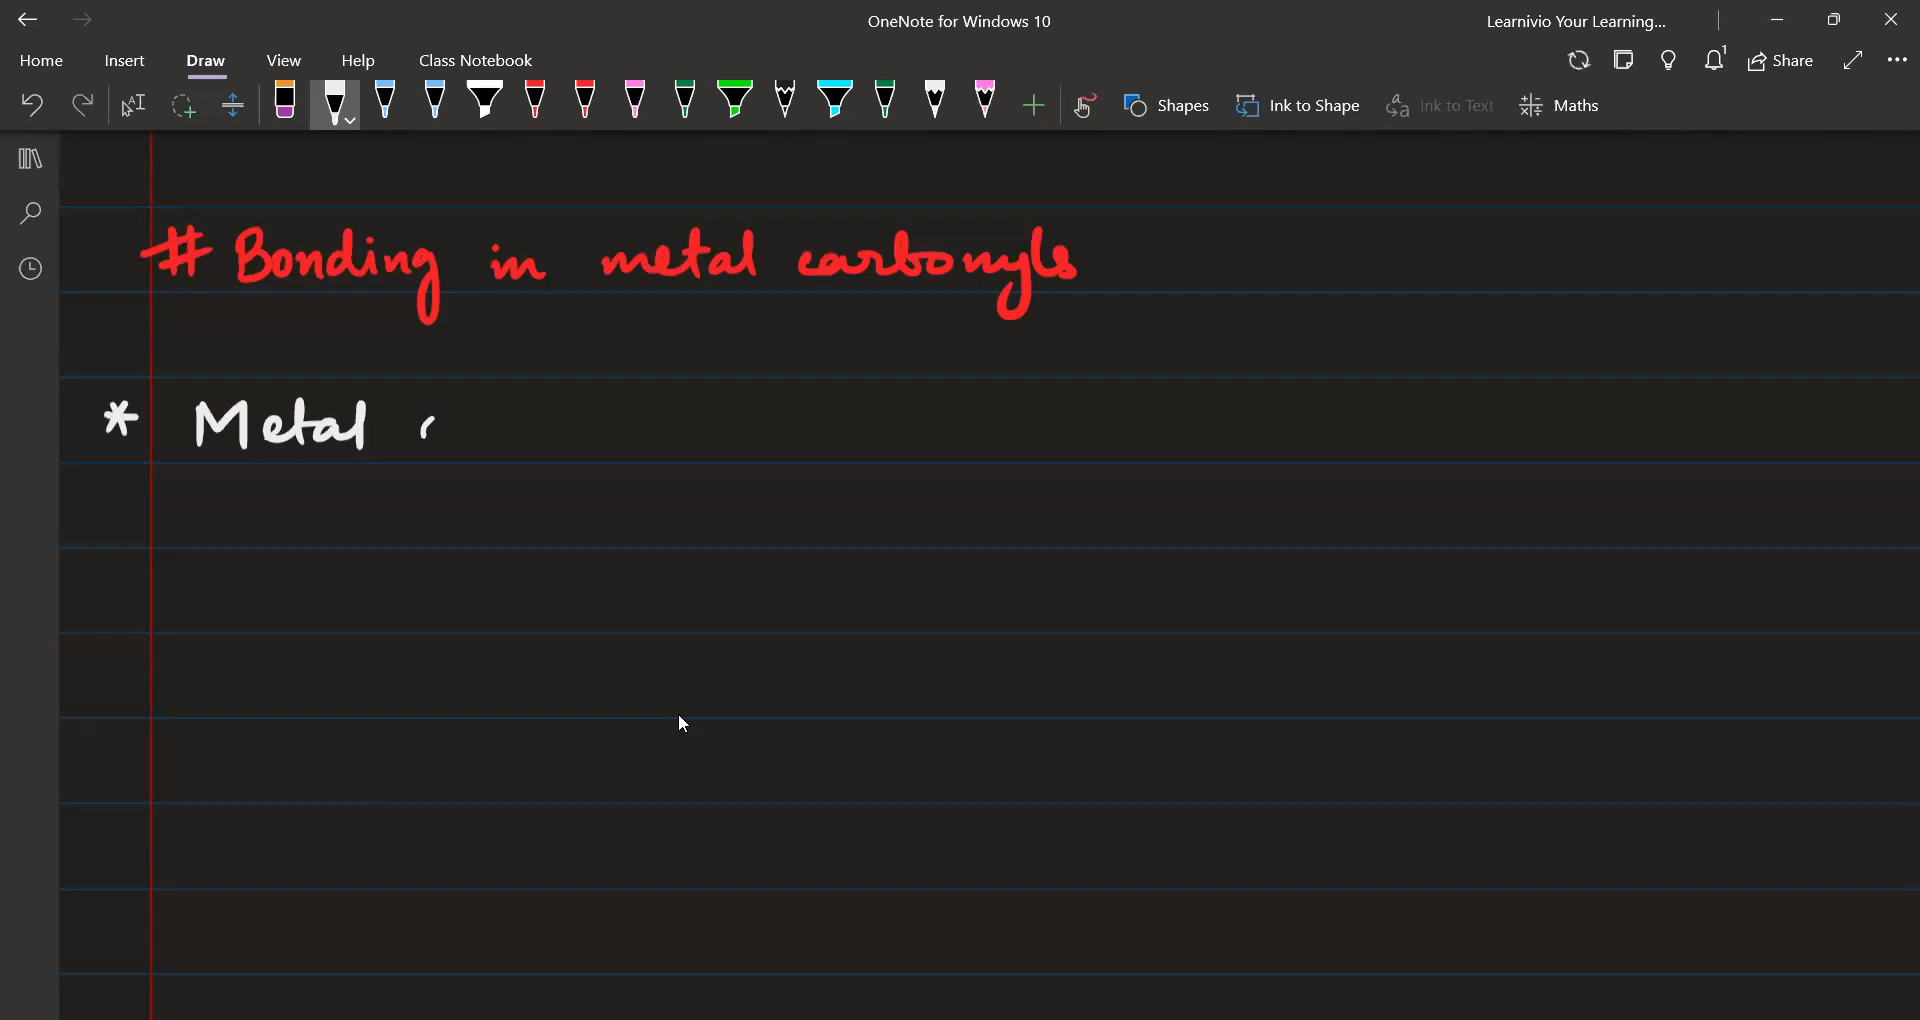 OneNote for Windows 10
Learnivio Your Learning...
Home Insert Draw View Help Class Notebook
1 Share
Shapes Ink to Shape Ink to Text Maths
# Bonding in metal carbonyls
* Metal c